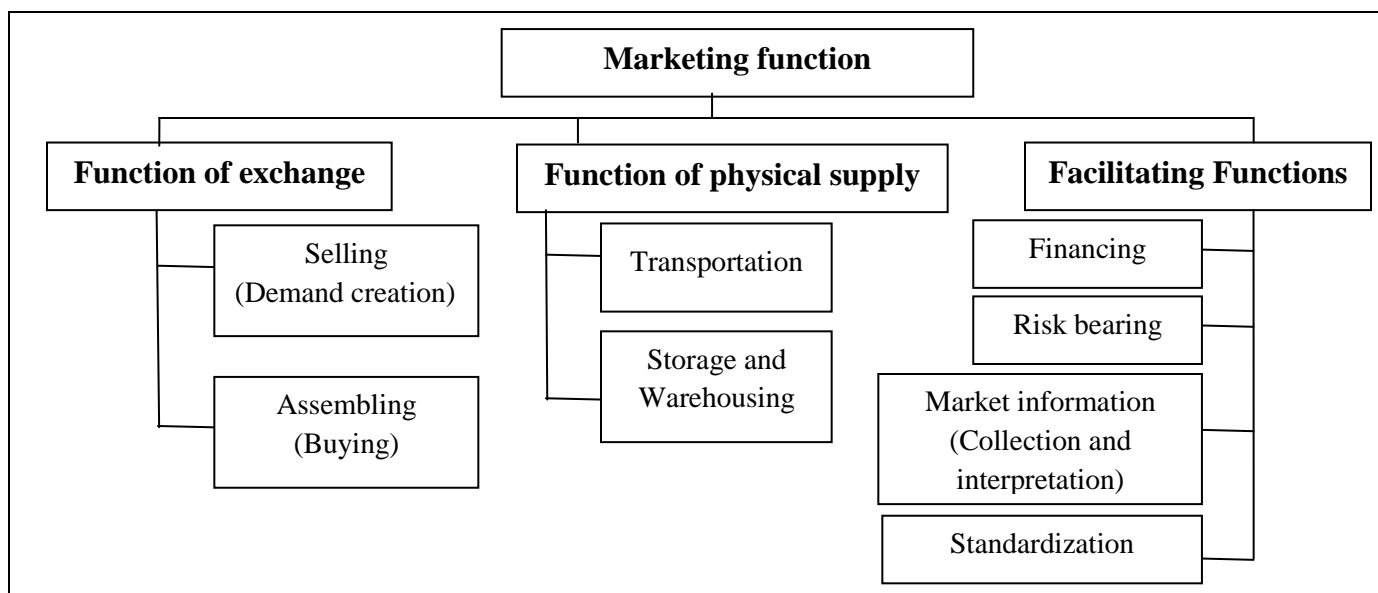 Marketing function
Function of exchange
Function of physical supply
Facilitating Functions
Selling
(Demand creation)
Assembling
(Buying)
Transportation
Storage and
Warehousing
Financing
Risk bearing
Market information
(Collection and
interpretation)
Standardization